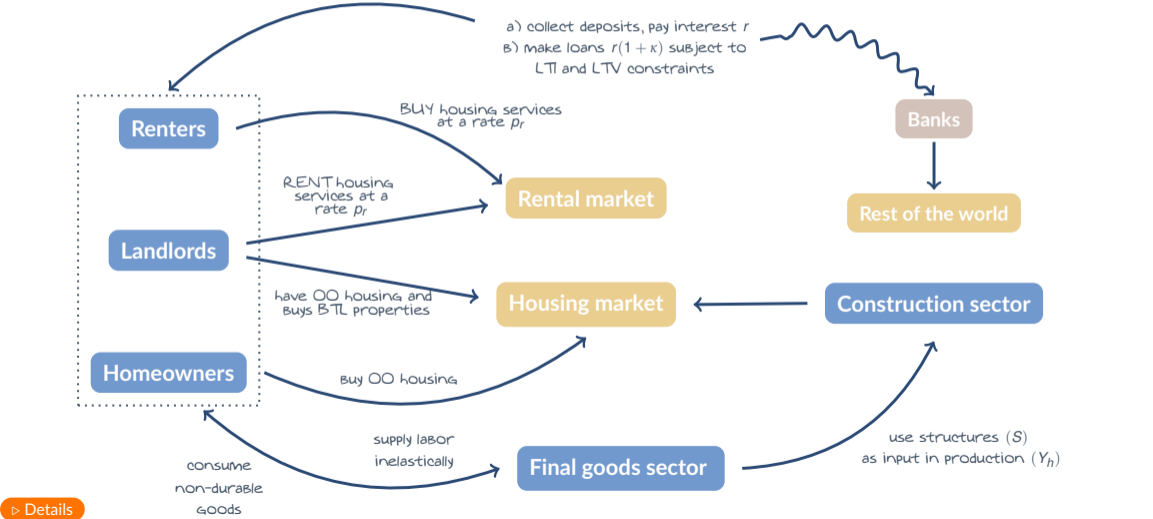 a) collect deposits, pay interest r
B) make loans r(1 + κ) subject to
LTI and LTV constraints
Renters
BUY housing services
at a rate pᵣ
Banks
RENT housing
services at a
rate pᵣ
Rental market
Rest of the world
Landlords
have OO housing and
Buys BTL properties
Housing market
Construction sector
Homeowners
Buy OO housing
supply labor
inelastically
Final goods sector
use structures (S)
as input in production (Yₕ)
consume
non-durable
goods
▷ Details